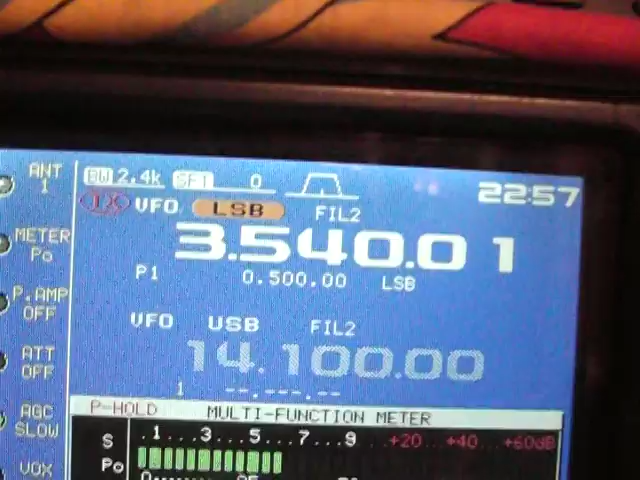 ANT
1
BW 2.4k SFT 0
22:57
TX VFO LSB FIL2
METER
Po
3.540.01
P1 0.500.00 LSB
P.AMP
OFF
VFO USB FIL2
14.100.00
ATT
OFF
1 --.---.--
P-HOLD MULTI-FUNCTION METER
AGC
SLOW
S .1...3...5...7...9 +20 ...+40 ...+60dB
Po
VOX